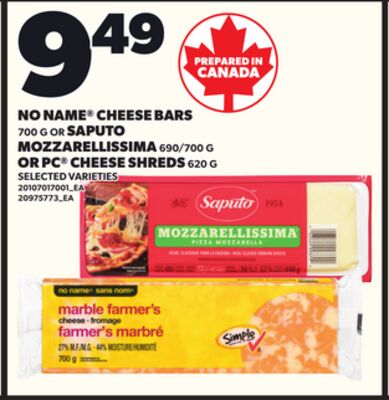 9.49
PREPARED IN
CANADA
NO NAME® CHEESE BARS
700 G OR SAPUTO
MOZZARELLISSIMA 690/700 G
OR PC® CHEESE SHREDS 620 G
SELECTED VARIETIES
20107017001_EA
20975773_EA
Saputo
1954
MOZZARELLISSIMA
PIZZA MOZZARELLA
no name® sans nom®
marble farmer's
cheese · fromage
farmer's marbré
27% M.F./M.G. · 44% MOISTURE/HUMIDITÉ
700 g
Simple